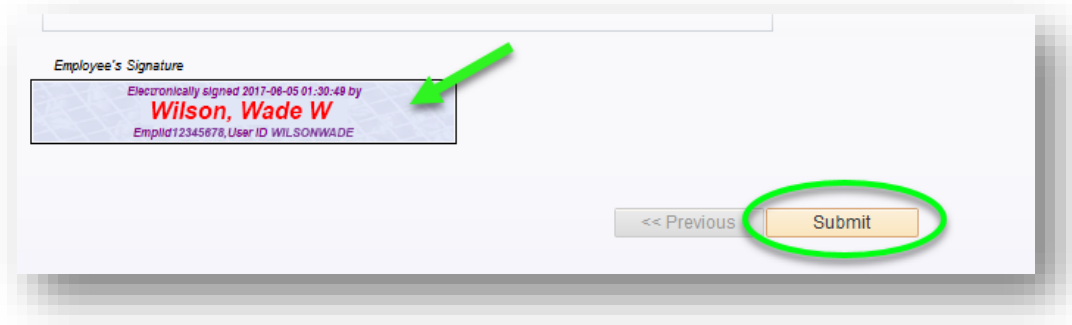 Employee's Signature
Electronically signed 2017-06-05 01:30:49 by
Wilson, Wade W
Emplid12345678,User ID WILSONWADE
<< Previous
Submit